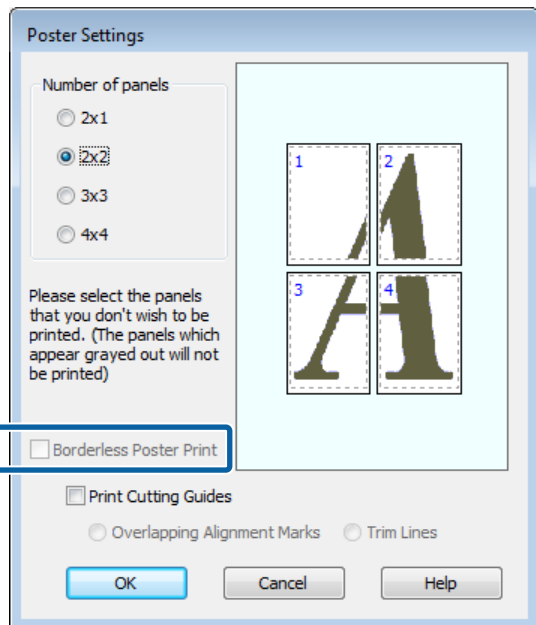 Poster Settings
Number of panels
2x1
2x2
3x3
4x4
1
2
3
4
Please select the panels
that you don't wish to be
printed. (The panels which
appear grayed out will not
be printed)
Borderless Poster Print
Print Cutting Guides
Overlapping Alignment Marks Trim Lines
OK Cancel Help